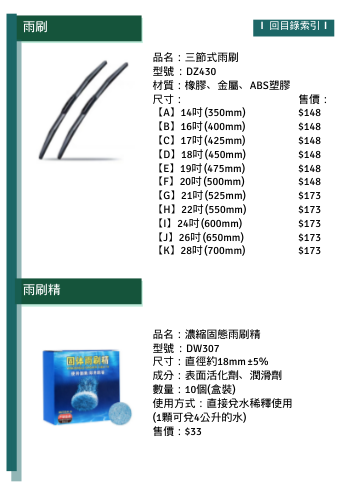 雨刷
I 回目錄索引 I
品名：三節式雨刷
型號：DZ430
材質：橡膠、金屬、ABS塑膠
尺寸： 售價：
【A】14吋(350mm) $148
【B】16吋(400mm) $148
【C】17吋(425mm) $148
【D】18吋(450mm) $148
【E】19吋(475mm) $148
【F】20吋(500mm) $148
【G】21吋(525mm) $173
【H】22吋(550mm) $173
【I】24吋(600mm) $173
【J】26吋(650mm) $173
【K】28吋(700mm) $173
雨刷精
固體雨刷精
品名：濃縮固態雨刷精
型號：DW307
尺寸：直徑約18mm±5%
成分：表面活化劑、潤滑劑
數量：10個(盒裝)
使用方式：直接兌水稀釋使用
(1顆可兌4公升的水)
售價：$33